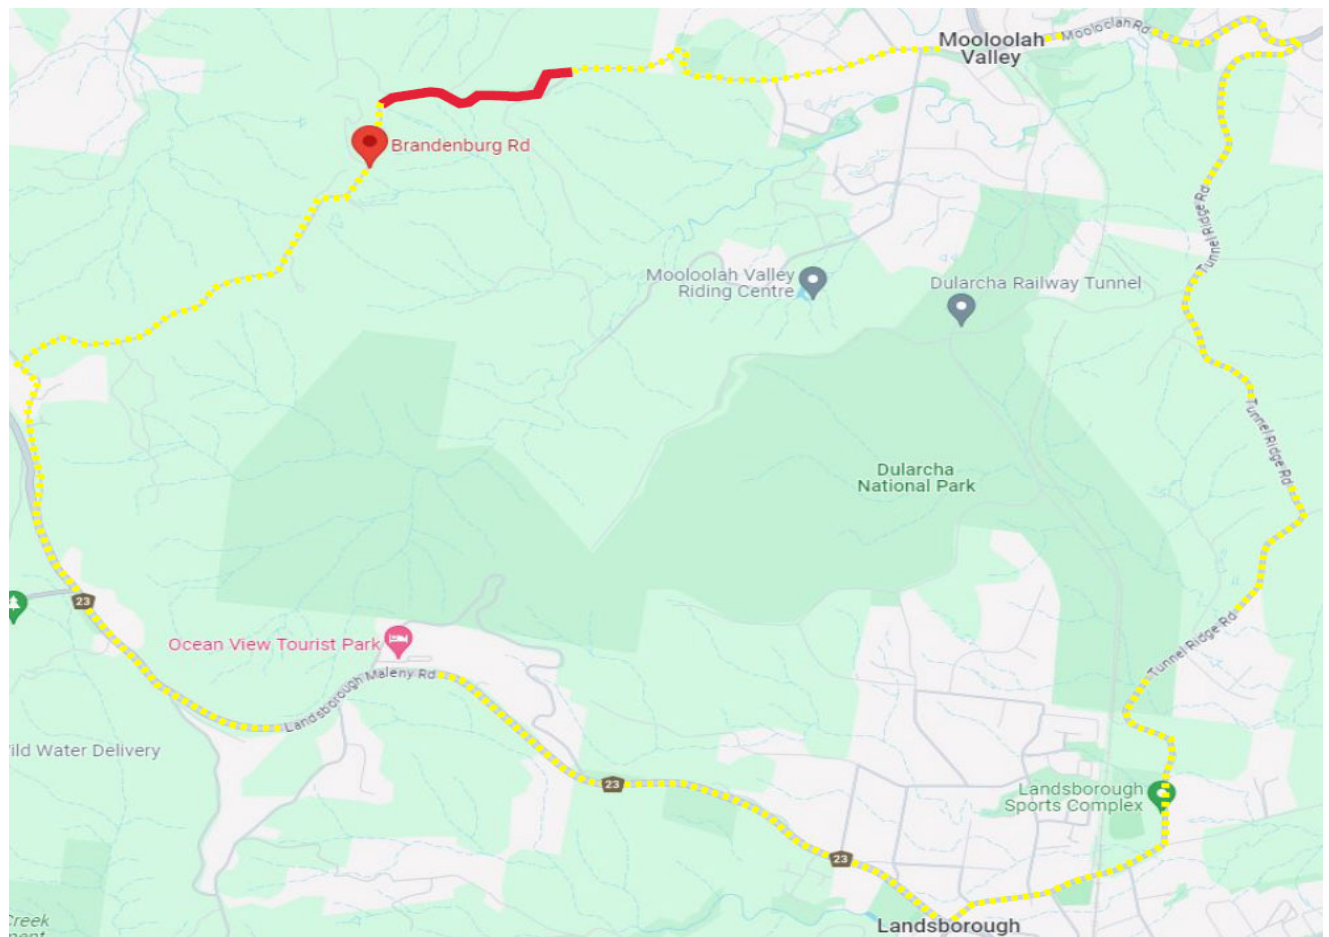 Mooloolah
Valley
Mooloolah Rd
Brandenburg Rd
Tunnel Ridge Rd
Mooloolah Valley
Riding Centre
Dularcha Railway Tunnel
Tunnel Ridge Rd
Dularcha
National Park
23
Tunnel Ridge Rd
Ocean View Tourist Park
Landsborough Maleny Rd
ild Water Delivery
23
Landsborough
Sports Complex
23
Creek
Landsborough